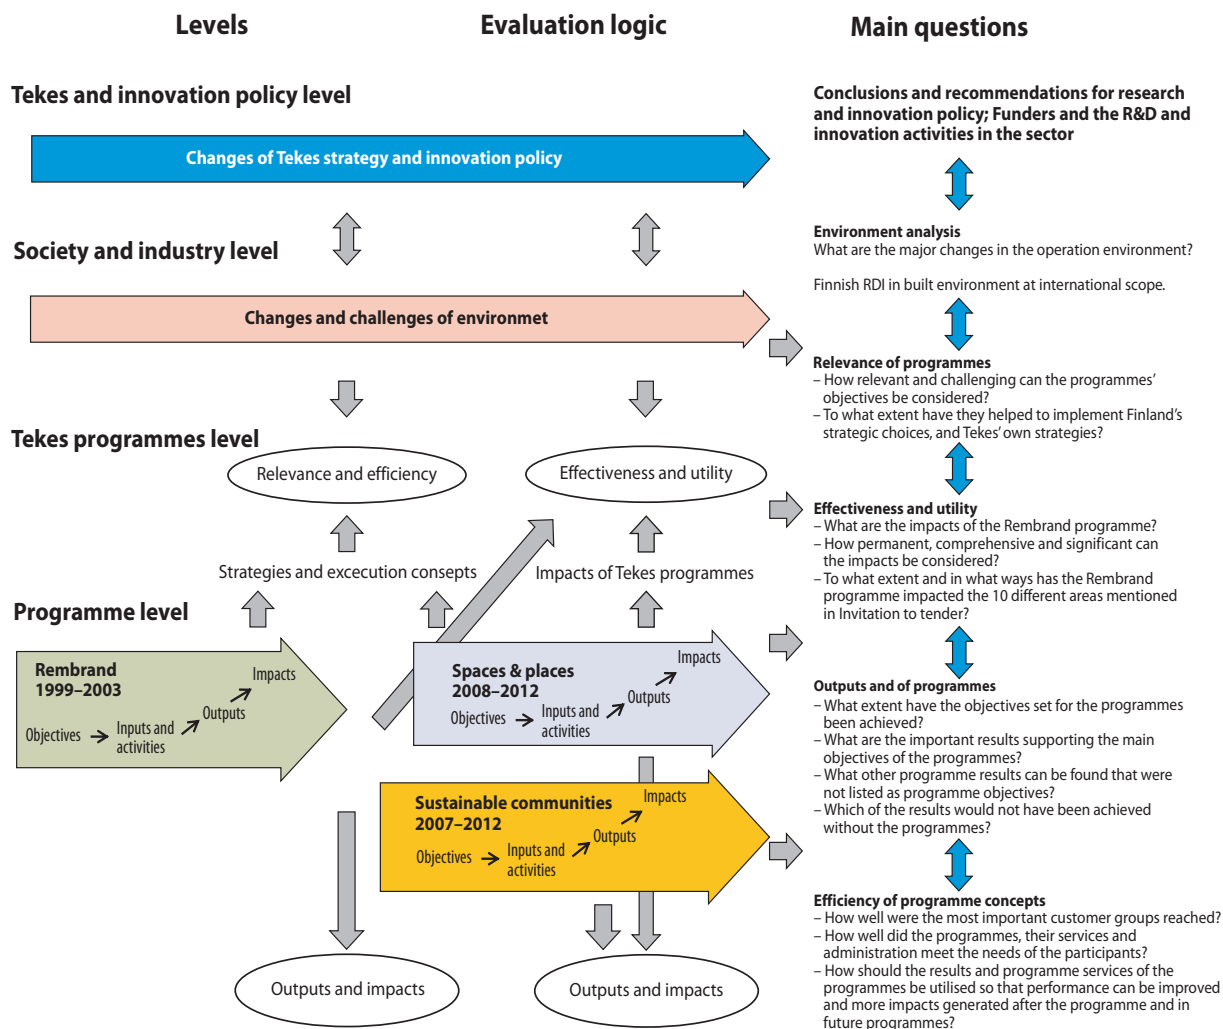 Levels
Evaluation logic
Main questions
Tekes and innovation policy level
Changes of Tekes strategy and innovation policy
Society and industry level
Changes and challenges of environmet
Tekes programmes level
Relevance and efficiency
Effectiveness and utility
Strategies and excecution consepts
Impacts of Tekes programmes
Programme level
Rembrand
1999–2003
Objectives
Inputs and
activities
Outputs
Impacts
Spaces & places
2008–2012
Objectives
Inputs and
activities
Outputs
Impacts
Sustainable communities
2007–2012
Objectives
Inputs and
activities
Outputs
Impacts
Outputs and impacts
Outputs and impacts
Conclusions and recommendations for research
and innovation policy; Funders and the R&D and
innovation activities in the sector
Environment analysis
What are the major changes in the operation environment?
Finnish RDI in built environment at international scope.
Relevance of programmes
– How relevant and challenging can the programmes’
objectives be considered?
– To what extent have they helped to implement Finland’s
strategic choices, and Tekes’ own strategies?
Effectiveness and utility
– What are the impacts of the Rembrand programme?
– How permanent, comprehensive and significant can
the impacts be considered?
– To what extent and in what ways has the Rembrand
programme impacted the 10 different areas mentioned
in Invitation to tender?
Outputs and of programmes
– What extent have the objectives set for the programmes
been achieved?
– What are the important results supporting the main
objectives of the programmes?
– What other programme results can be found that were
not listed as programme objectives?
– Which of the results would not have been achieved
without the programmes?
Efficiency of programme concepts
– How well were the most important customer groups reached?
– How well did the programmes, their services and
administration meet the needs of the participants?
– How should the results and programme services of the
programmes be utilised so that performance can be improved
and more impacts generated after the programme and in
future programmes?